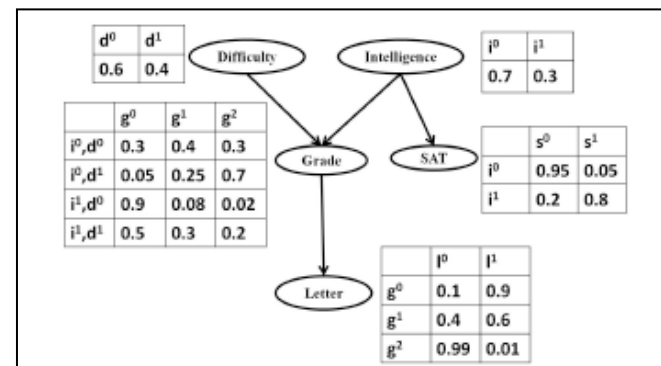 d⁰ d¹
0.6 0.4
Difficulty
Intelligence
i⁰ i¹
0.7 0.3
g⁰ g¹ g²
i⁰,d⁰ 0.3 0.4 0.3
i⁰,d¹ 0.05 0.25 0.7
i¹,d⁰ 0.9 0.08 0.02
i¹,d¹ 0.5 0.3 0.2
Grade
SAT
s⁰ s¹
i⁰ 0.95 0.05
i¹ 0.2 0.8
Letter
l⁰ l¹
g⁰ 0.1 0.9
g¹ 0.4 0.6
g² 0.99 0.01